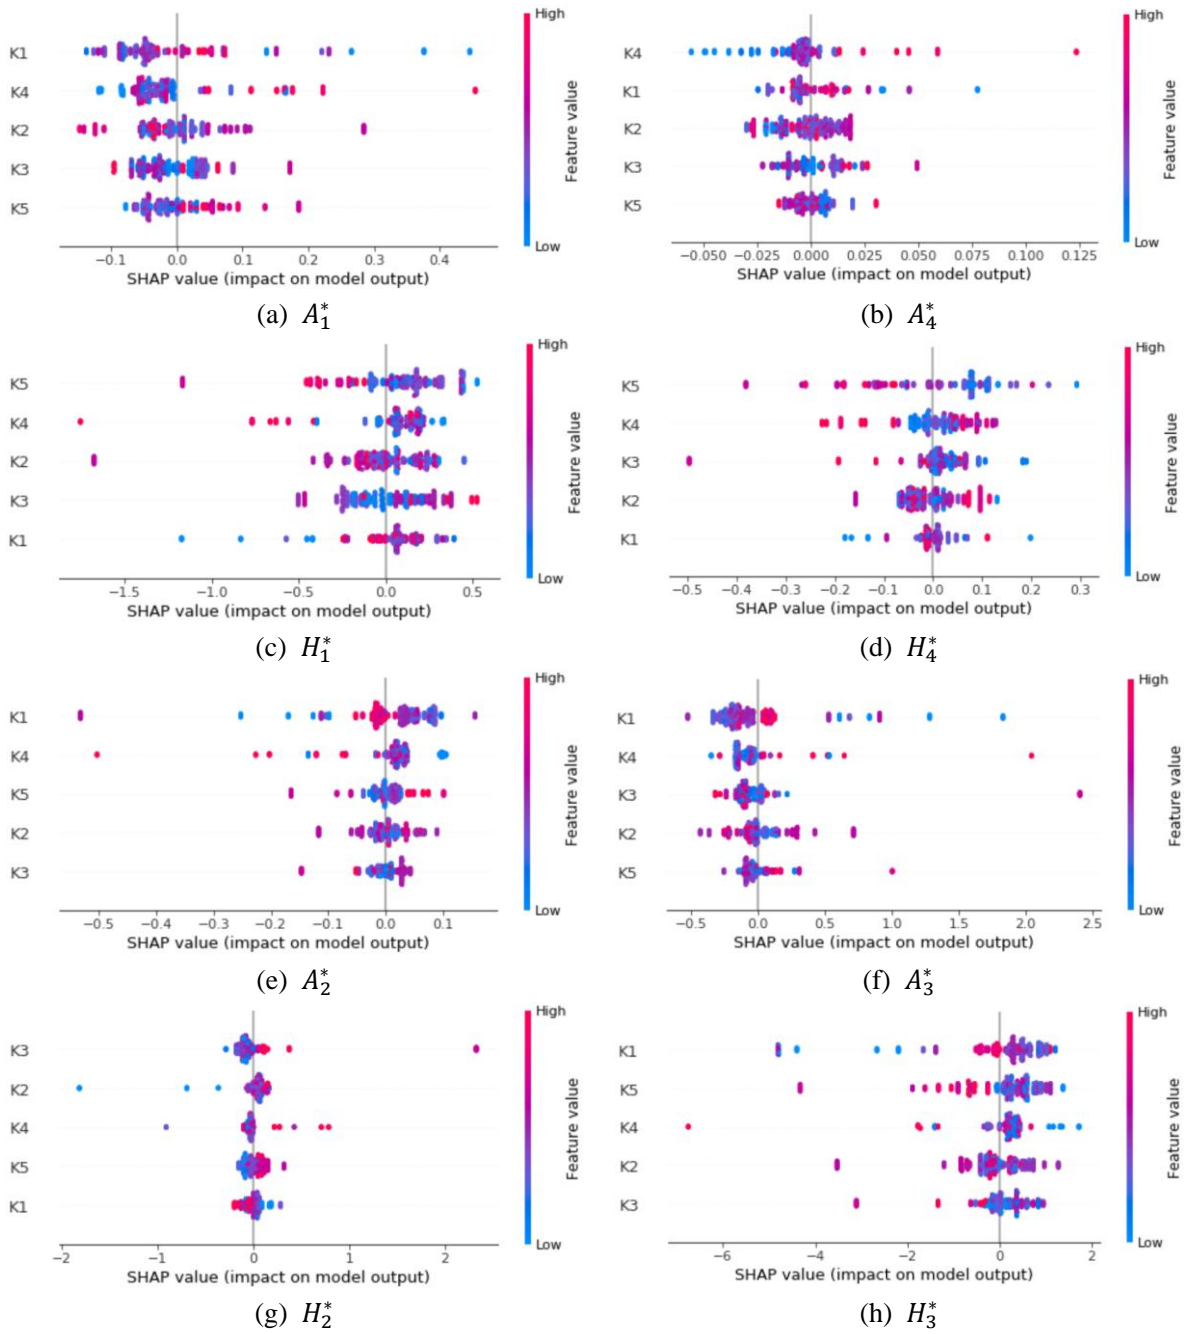 High
K1
K4
K2
K3
K5
Feature value
Low
−0.1 0.0 0.1 0.2 0.3 0.4
SHAP value (impact on model output)
(a) A₁*
High
K4
K1
K2
K3
K5
Feature value
Low
−0.050 −0.025 0.000 0.025 0.050 0.075 0.100 0.125
SHAP value (impact on model output)
(b) A₄*
High
K5
K4
K2
K3
K1
Feature value
Low
−1.5 −1.0 −0.5 0.0 0.5
SHAP value (impact on model output)
(c) H₁*
High
K5
K4
K3
K2
K1
Feature value
Low
−0.5 −0.4 −0.3 −0.2 −0.1 0.0 0.1 0.2 0.3
SHAP value (impact on model output)
(d) H₄*
High
K1
K4
K5
K2
K3
Feature value
Low
−0.5 −0.4 −0.3 −0.2 −0.1 0.0 0.1
SHAP value (impact on model output)
(e) A₂*
High
K1
K4
K3
K2
K5
Feature value
Low
−0.5 0.0 0.5 1.0 1.5 2.0 2.5
SHAP value (impact on model output)
(f) A₃*
High
K3
K2
K4
K5
K1
Feature value
Low
−2 −1 0 1 2
SHAP value (impact on model output)
(g) H₂*
High
K1
K5
K4
K2
K3
Feature value
Low
−6 −4 −2 0 2
SHAP value (impact on model output)
(h) H₃*